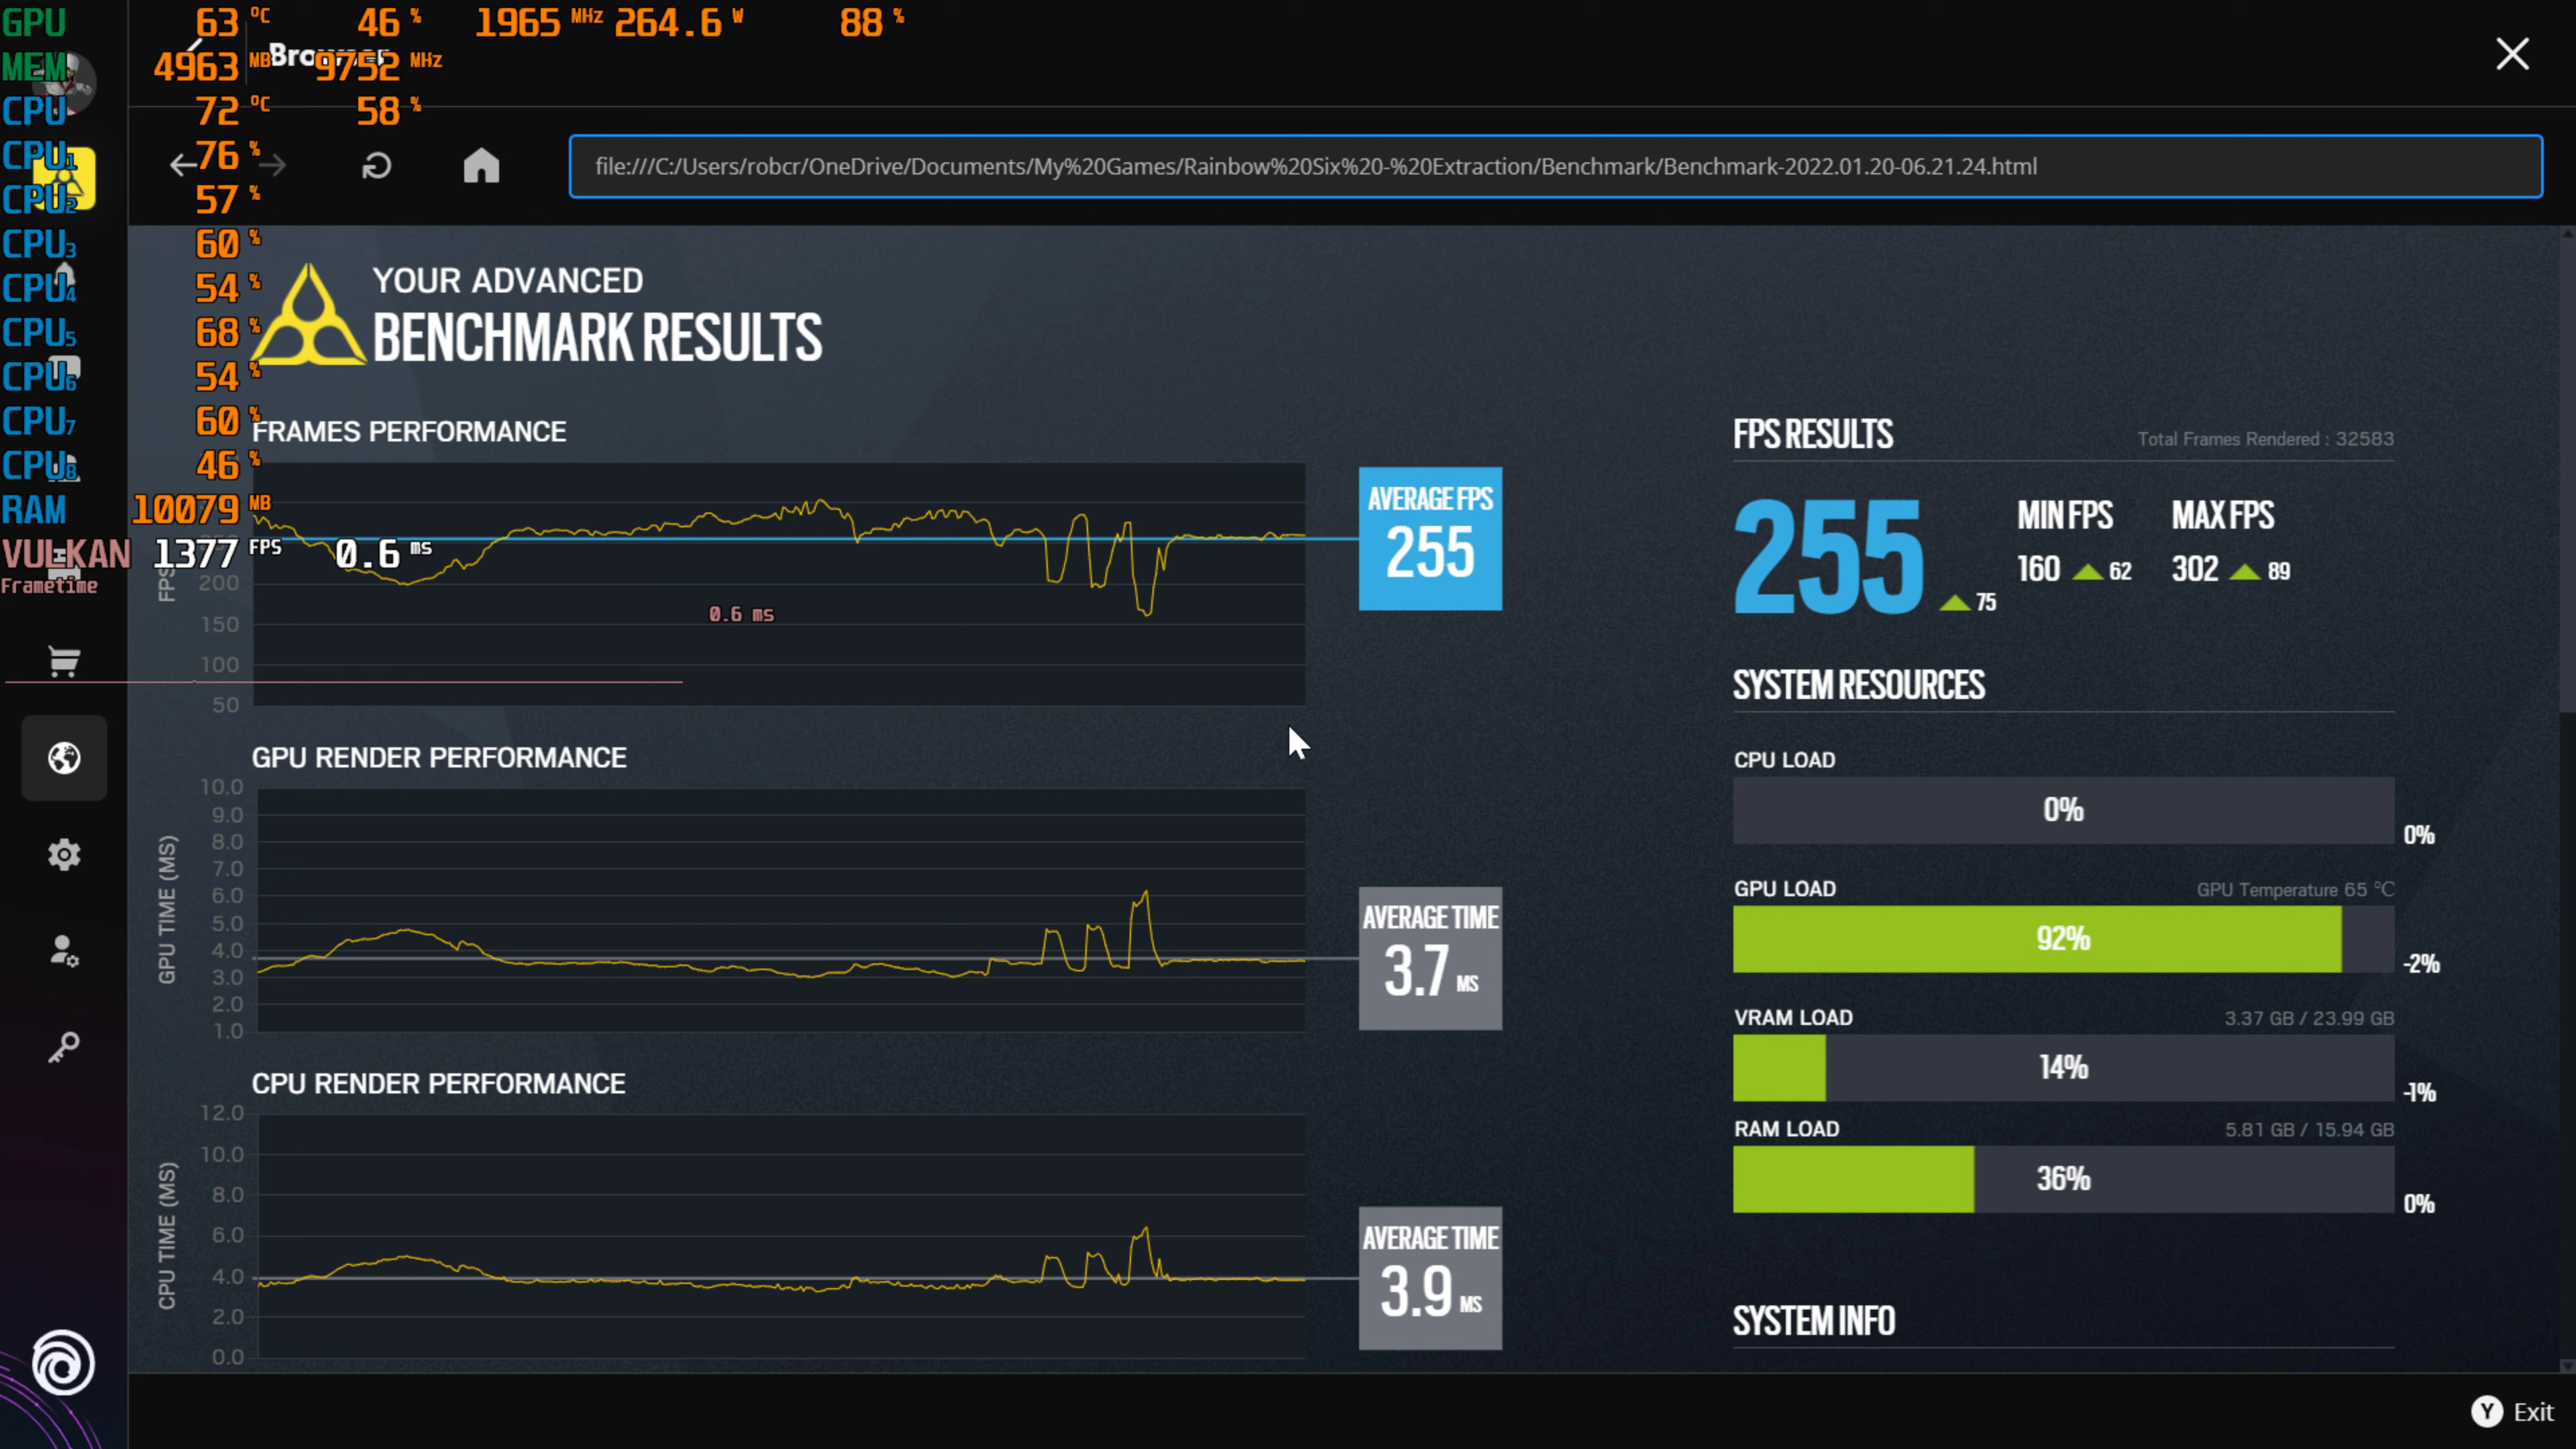 GPU 63 °C 46 % 1965 MHz 264.6 W 88 %
Browser
MEM 4963 MB 9752 MHz
CPU 72 °C 58 %
CPU1 76 %
file:///C:/Users/robcr/OneDrive/Documents/My%20Games/Rainbow%20Six%20-%20Extraction/Benchmark/Benchmark-2022.01.20-06.21.24.html
CPU2 57 %
CPU3 60 %
CPU4 54 %
CPU5 68 %
CPU6 54 %
CPU7 60 %
CPU8 46 %
RAM 10079 MB
VULKAN 1377 FPS 0.6 ms
Frametime
0.6 ms
YOUR ADVANCED
BENCHMARK RESULTS
FRAMES PERFORMANCE
FPS
200
150
100
50
AVERAGE FPS
255
GPU RENDER PERFORMANCE
GPU TIME (MS)
10.0
9.0
8.0
7.0
6.0
5.0
4.0
3.0
2.0
1.0
AVERAGE TIME
3.7 MS
CPU RENDER PERFORMANCE
CPU TIME (MS)
12.0
10.0
8.0
6.0
4.0
2.0
0.0
AVERAGE TIME
3.9 MS
FPS RESULTS
Total Frames Rendered : 32583
255 75
MIN FPS
160 62
MAX FPS
302 89
SYSTEM RESOURCES
CPU LOAD
0%
0%
GPU LOAD
GPU Temperature 65 °C
92%
-2%
VRAM LOAD
3.37 GB / 23.99 GB
14%
-1%
RAM LOAD
5.81 GB / 15.94 GB
36%
0%
SYSTEM INFO
Y Exit